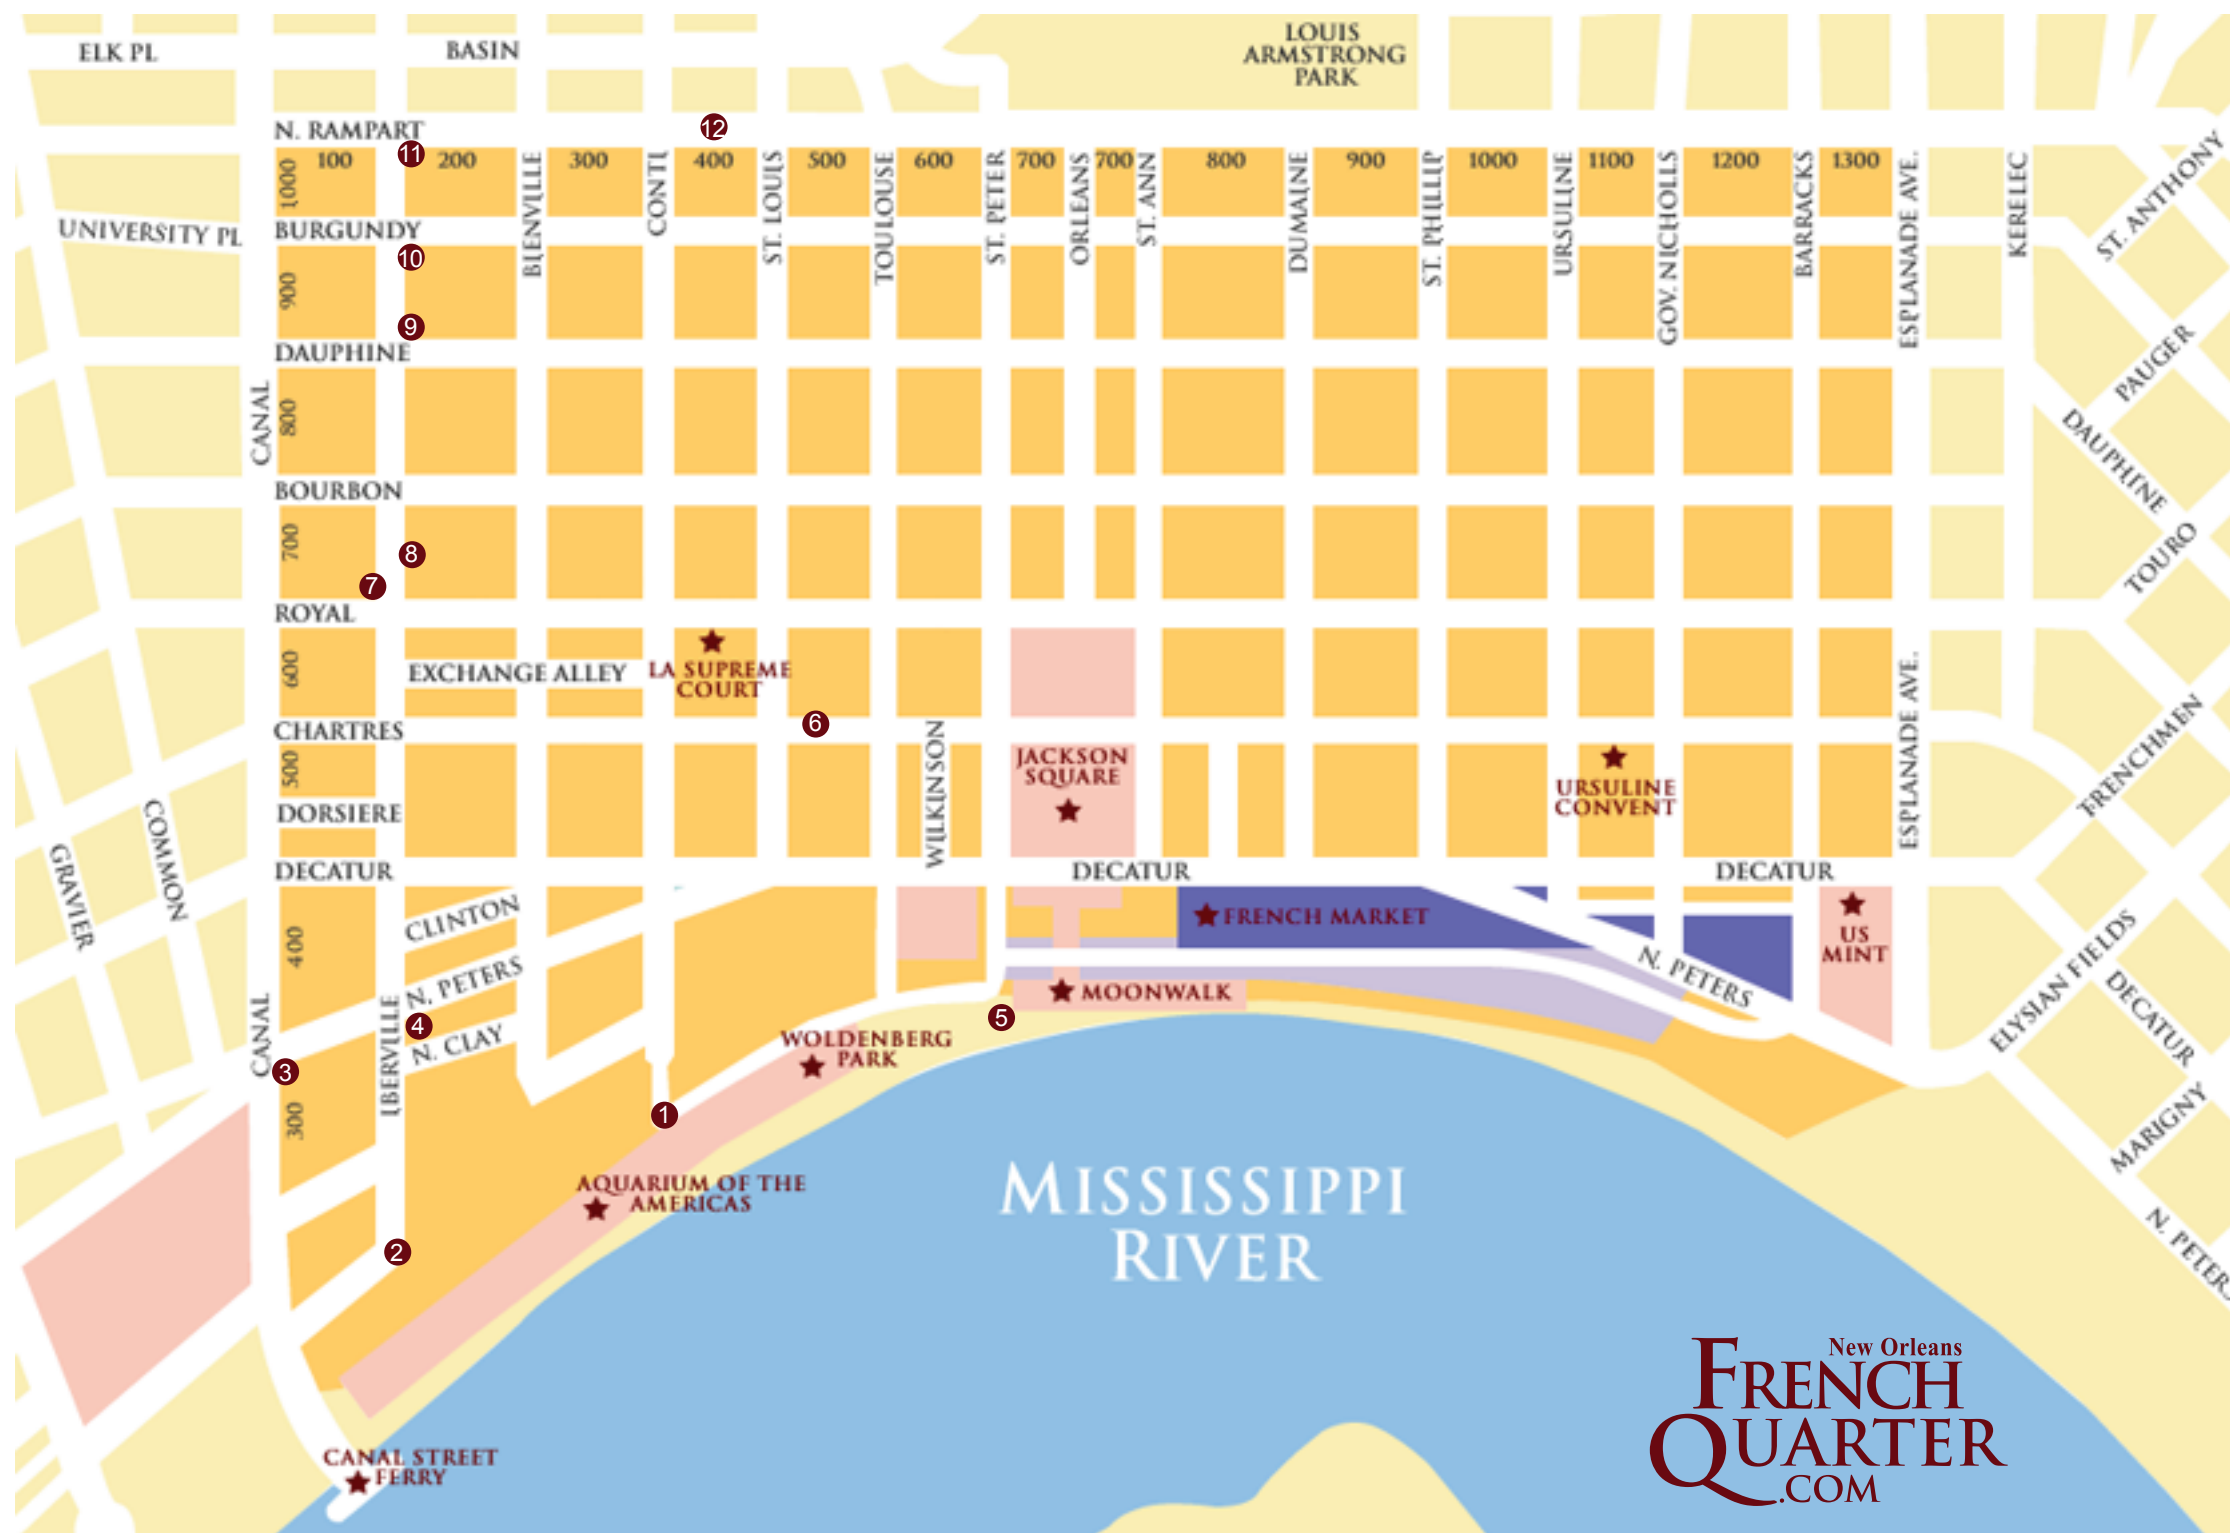 ELK PL
BASIN
LOUIS
ARMSTRONG
PARK
N. RAMPART
12
11
100
200
300
400
500
600
700
700
800
900
1000
1100
1200
1300
1000
BIENVILLE
CONTI
ST. LOUIS
TOULOUSE
ST. PETER
ORLEANS
ST. ANN
DUMAINE
ST. PHILLIP
URSULINE
GOV. NICHOLLS
BARRACKS
ESPLANADE AVE.
KERELEC
ST. ANTHONY
UNIVERSITY PL
BURGUNDY
10
900
9
DAUPHINE
PAUGER
CANAL
800
DAUPHINE
BOURBON
700
8
7
TOURO
ROYAL
600
EXCHANGE ALLEY
LA SUPREME
COURT
ESPLANADE AVE.
6
CHARTRES
WILKINSON
500
JACKSON
SQUARE
URSULINE
CONVENT
FRENCHMEN
DORSIERE
COMMON
GRAVIER
DECATUR
DECATUR
DECATUR
CLINTON
400
FRENCH MARKET
US
MINT
N. PETERS
N. PETERS
ELYSIAN FIELDS
DECATUR
MOONWALK
CANAL
IBERVILLE
4
5
N. CLAY
WOLDENBERG
PARK
3
300
1
MARIGNY
AQUARIUM OF THE
AMERICAS
MISSISSIPPI
RIVER
2
N. PETERS
CANAL STREET
FERRY
New Orleans
FRENCH
QUARTER
.COM